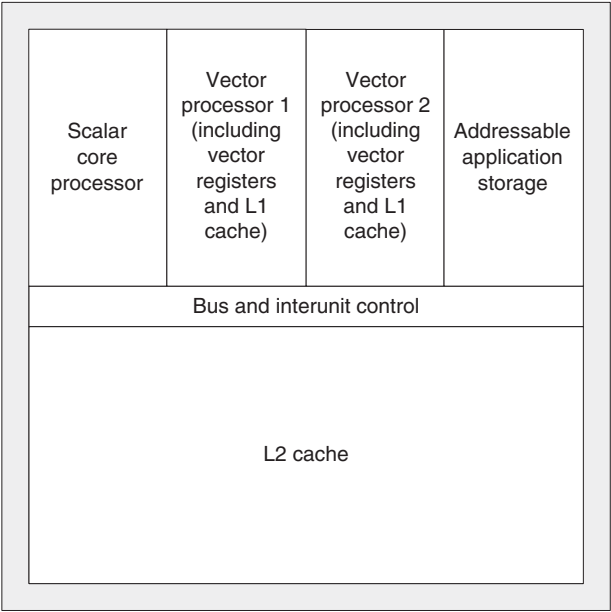 Scalar
core
processor
Vector
processor 1
(including
vector
registers
and L1
cache)
Vector
processor 2
(including
vector
registers
and L1
cache)
Addressable
application
storage
Bus and interunit control
L2 cache